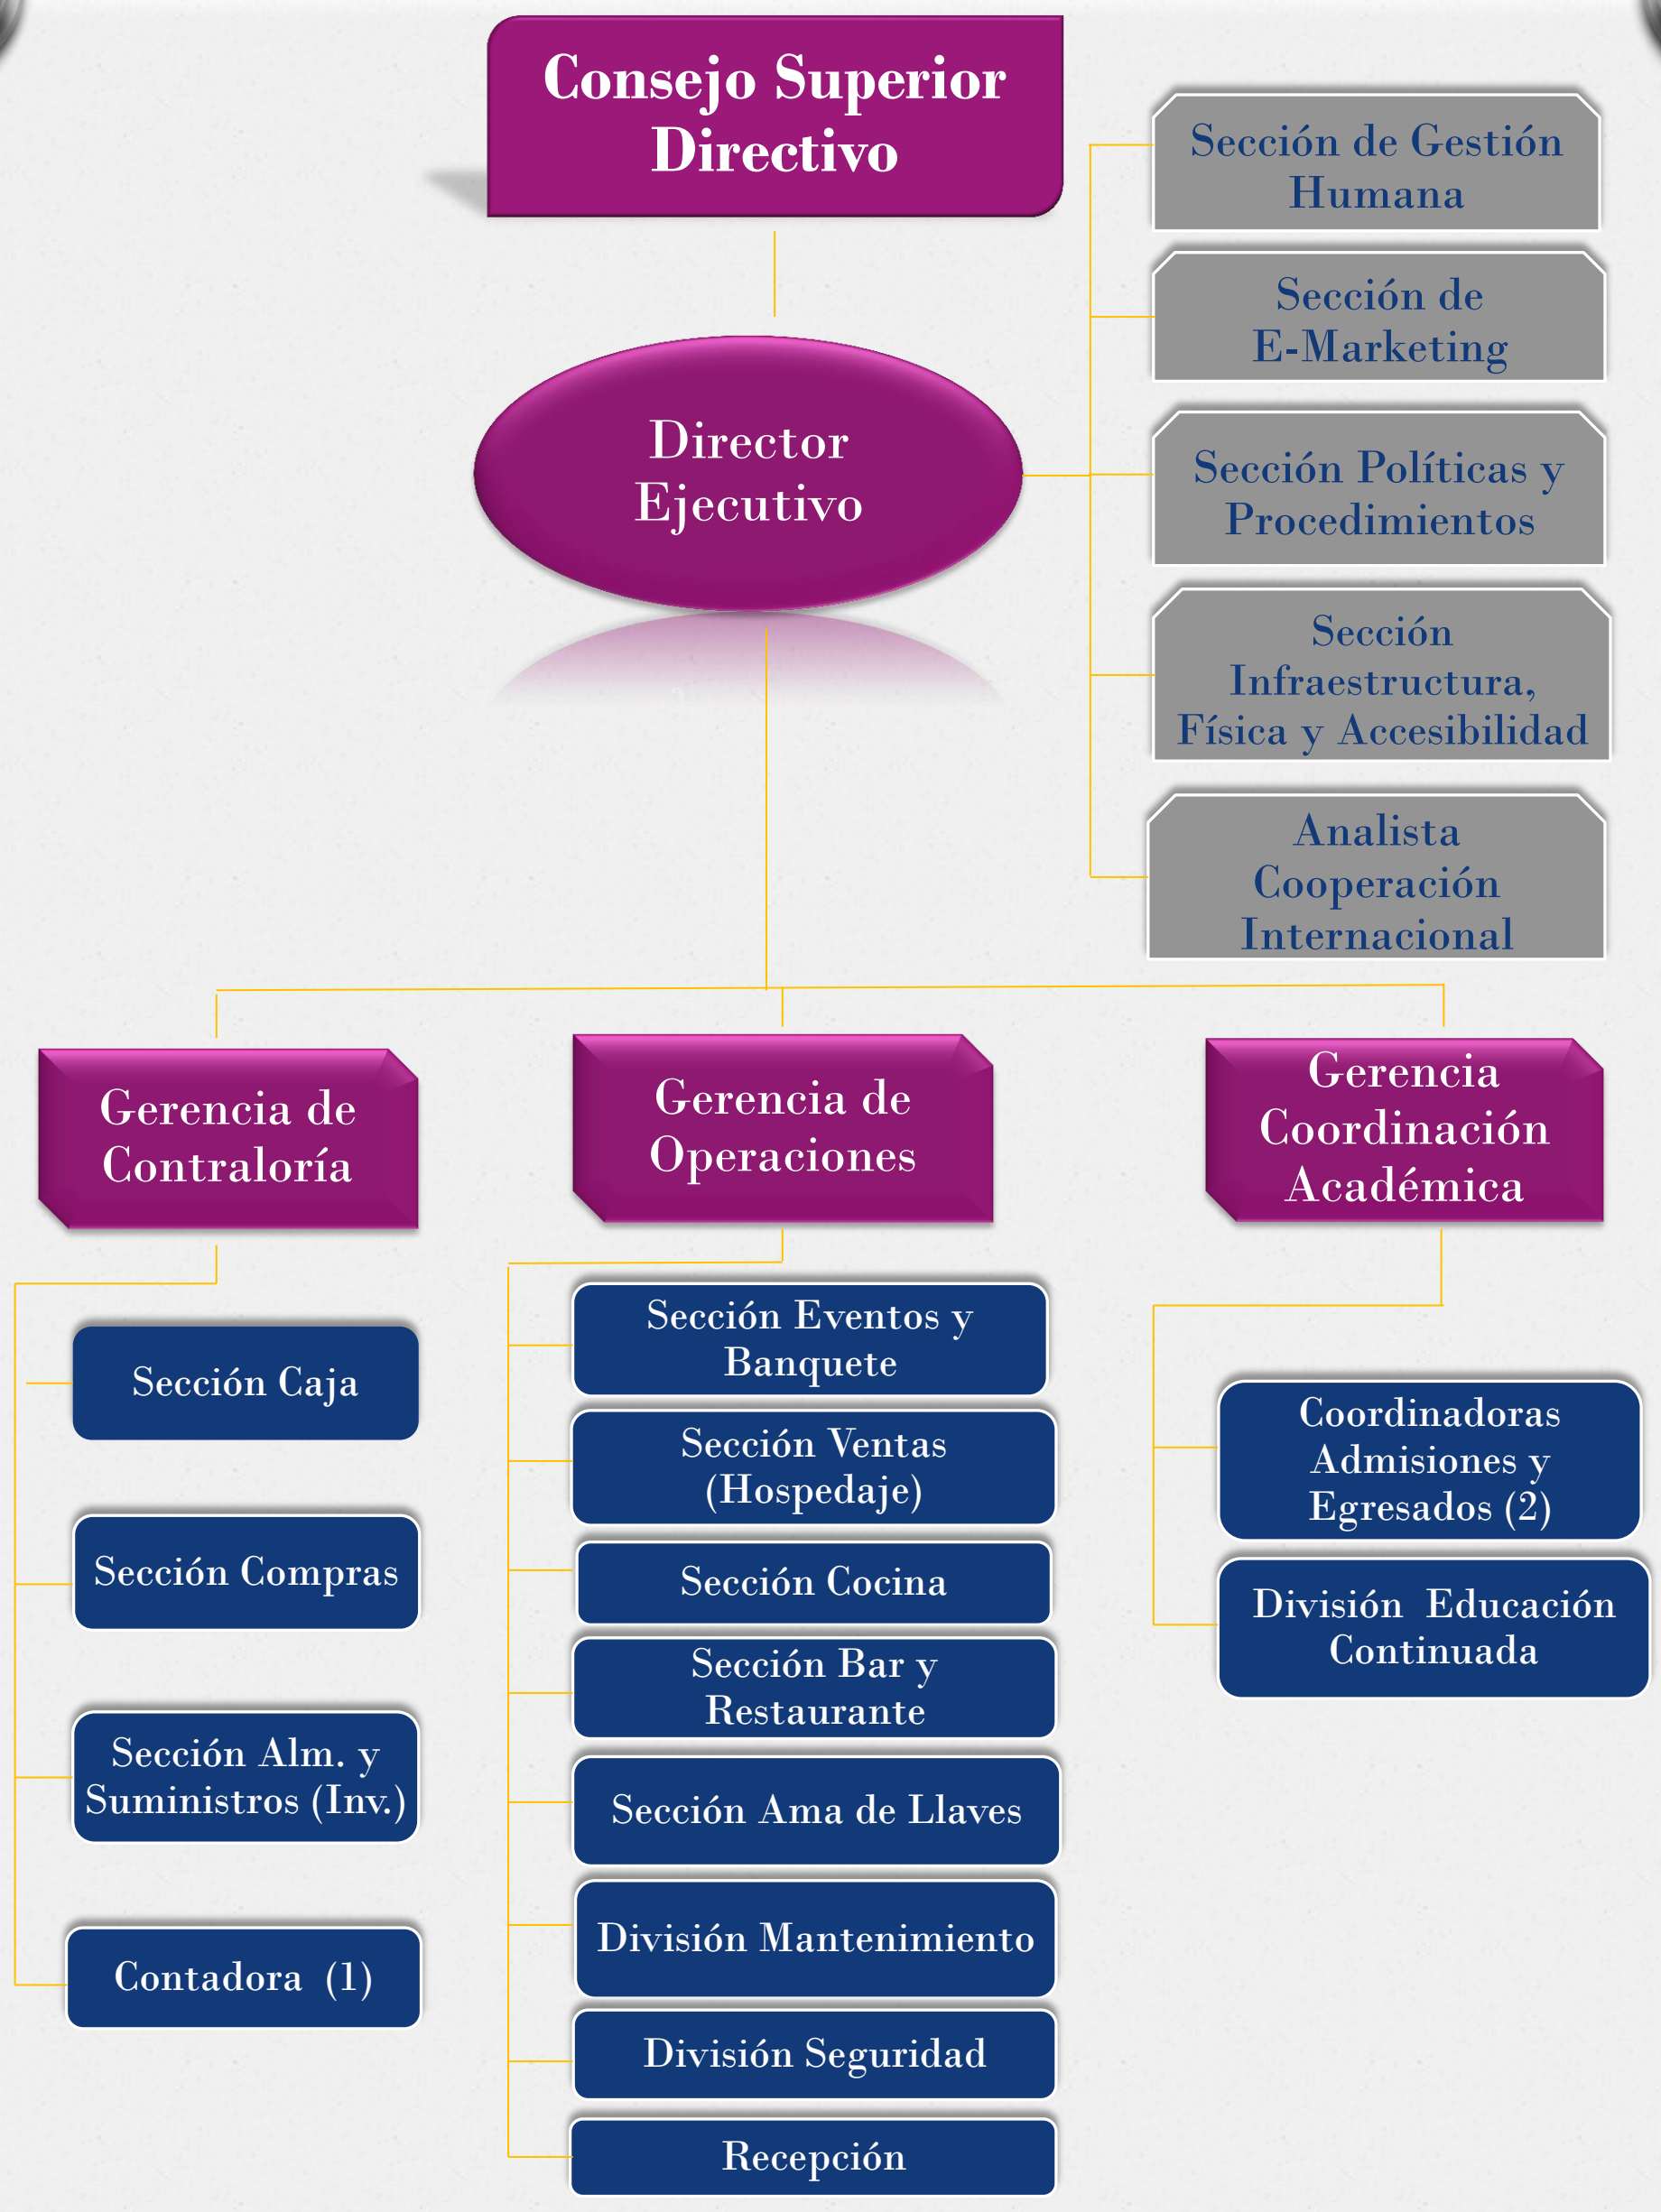 Consejo Superior
Directivo
Sección de Gestión
Humana
Sección de
E-Marketing
Director
Ejecutivo
Sección Políticas y
Procedimientos
Sección
Infraestructura,
Física y Accesibilidad
Analista
Cooperación
Internacional
Gerencia de
Contraloría
Sección Caja
Sección Compras
Sección Alm. y
Suministros (Inv.)
Contadora  (1)
Gerencia de
Operaciones
Sección Eventos y
Banquete
Sección Ventas
(Hospedaje)
Sección Cocina
Sección Bar y
Restaurante
Sección Ama de Llaves
División Mantenimiento
División Seguridad
Recepción
Gerencia
Coordinación
Académica
Coordinadoras
Admisiones y
Egresados (2)
División  Educación
Continuada